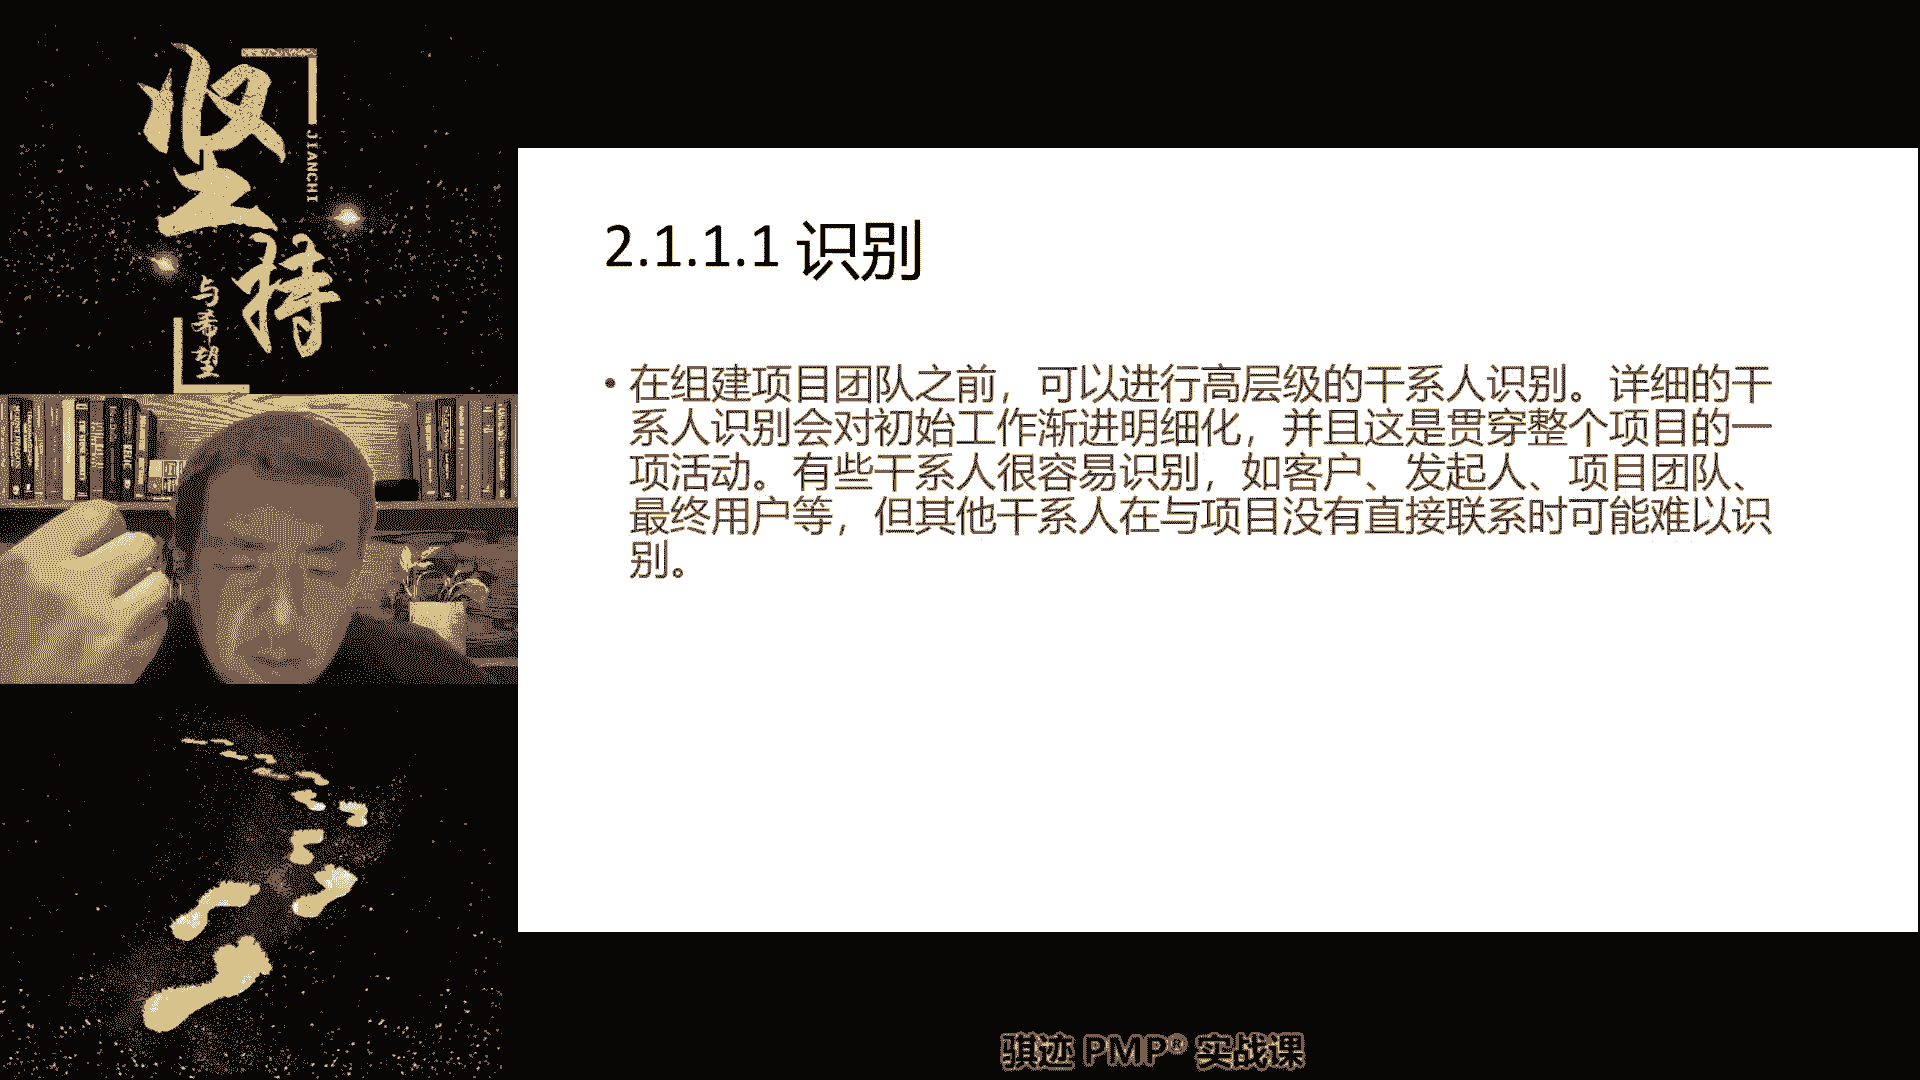 坚持
JIANCHI
与希望
2.1.1.1 识别
• 在组建项目团队之前，可以进行高层级的干系人识别。详细的干
系人识别会对初始工作渐进明细化，并且这是贯穿整个项目的一
项活动。有些干系人很容易识别，如客户、发起人、项目团队、
最终用户等，但其他干系人在与项目没有直接联系时可能难以识
别。
骐迹 PMP® 实战课